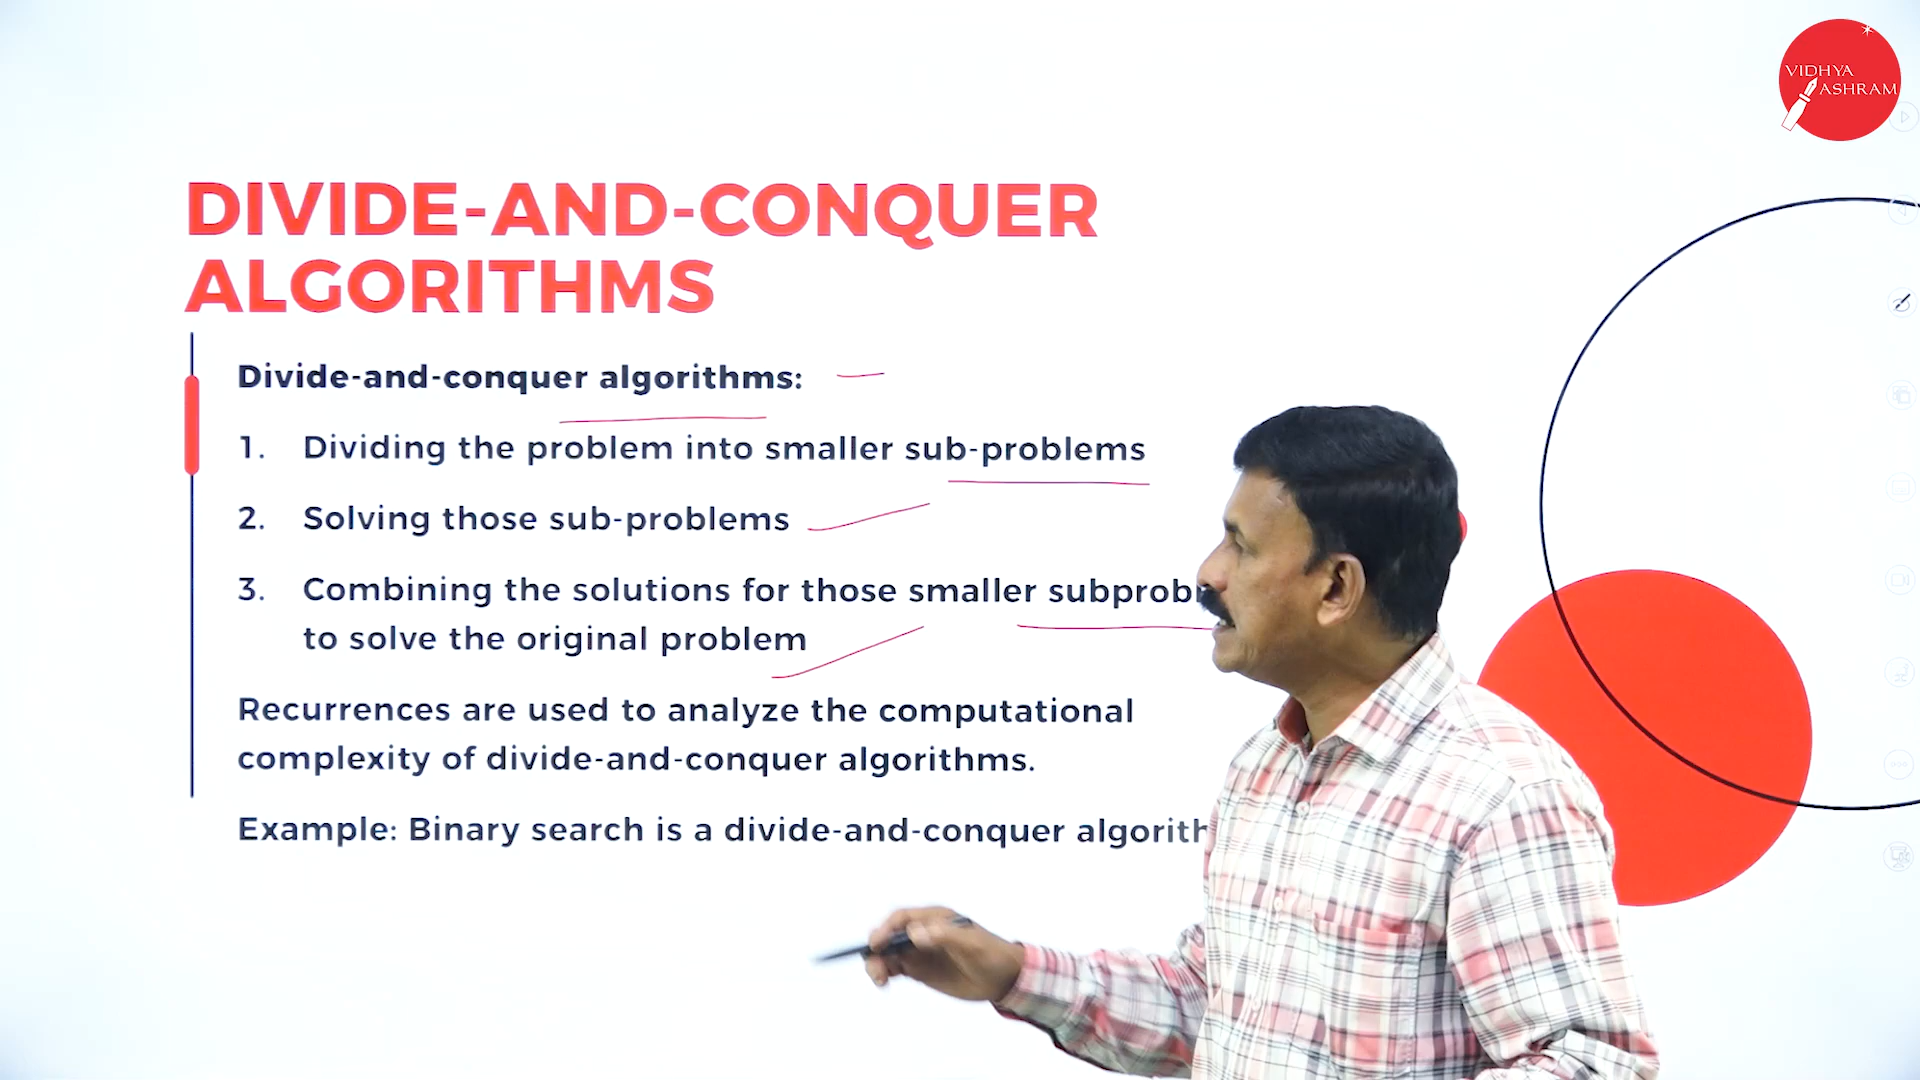 VIDHYA
ASHRAM
DIVIDE-AND-CONQUER
ALGORITHMS
Divide-and-conquer algorithms:
1. Dividing the problem into smaller sub-problems
2. Solving those sub-problems
3. Combining the solutions for those smaller
to solve the original problem
Recurrences are used to analyze the computational
complexity of divide-and-conquer algorithms.
Example: Binary search is a divide-and-conquer